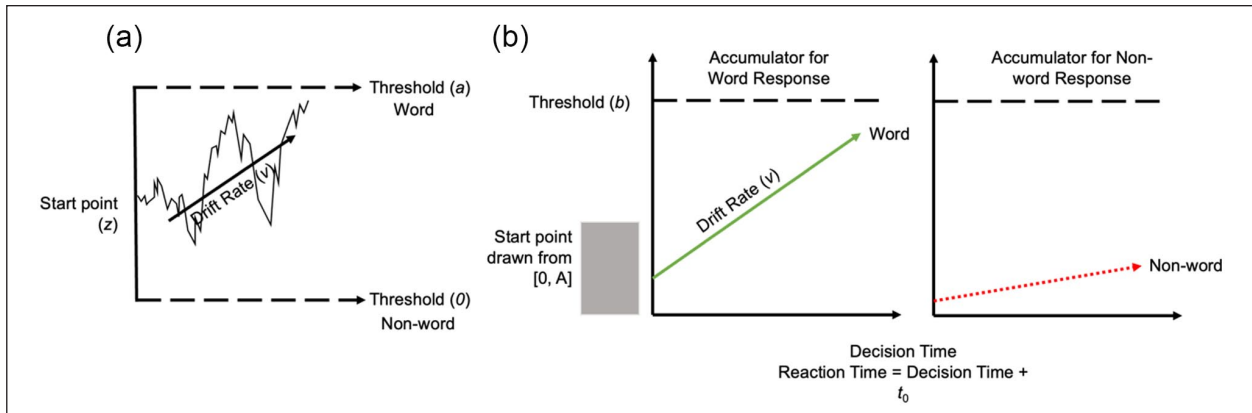 (a)
Threshold (a)
Word
Start point
(z)
Drift Rate (v)
Threshold (0)
Non-word
(b)
Accumulator for
Word Response
Threshold (b)
Word
Drift Rate (v)
Start point
drawn from
[0, A]
Accumulator for Non-
word Response
Non-word
Decision Time
Reaction Time = Decision Time +
t₀